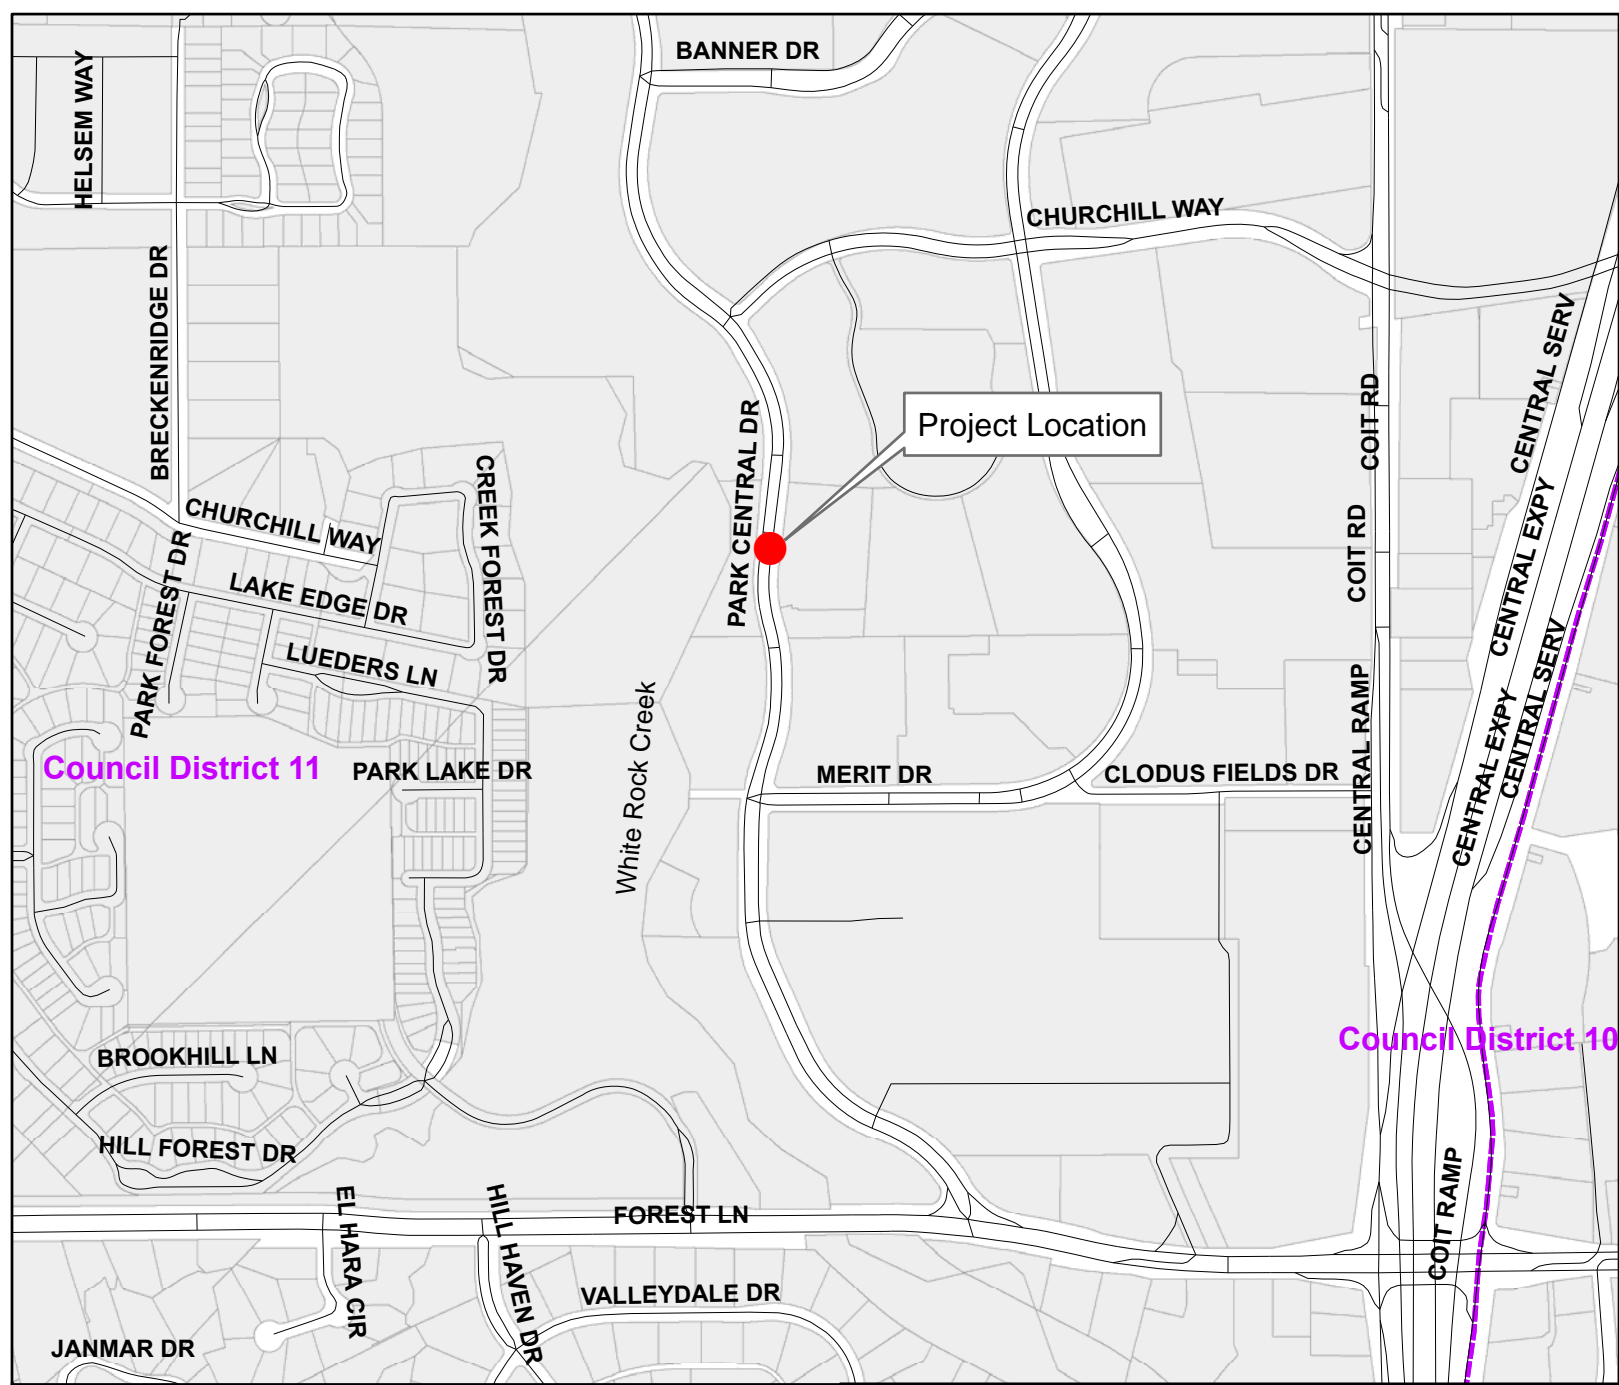 BANNER DR
HELSEM WAY
CHURCHILL WAY
BRECKENRIDGE DR
CENTRAL SERV
COIT RD
PARK CENTRAL DR
Project Location
CREEK FOREST DR
CHURCHILL WAY
CENTRAL EXPY
COIT RD
PARK FOREST DR
LAKE EDGE DR
LUEDERS LN
CENTRAL SERV
CENTRAL RAMP
White Rock Creek
CENTRAL EXPY
Council District 11
PARK LAKE DR
MERIT DR
CLODUS FIELDS DR
Council District 10
BROOKHILL LN
HILL FOREST DR
COIT RAMP
EL HARA CIR
HILL HAVEN DR
FOREST LN
VALLEYDALE DR
JANMAR DR